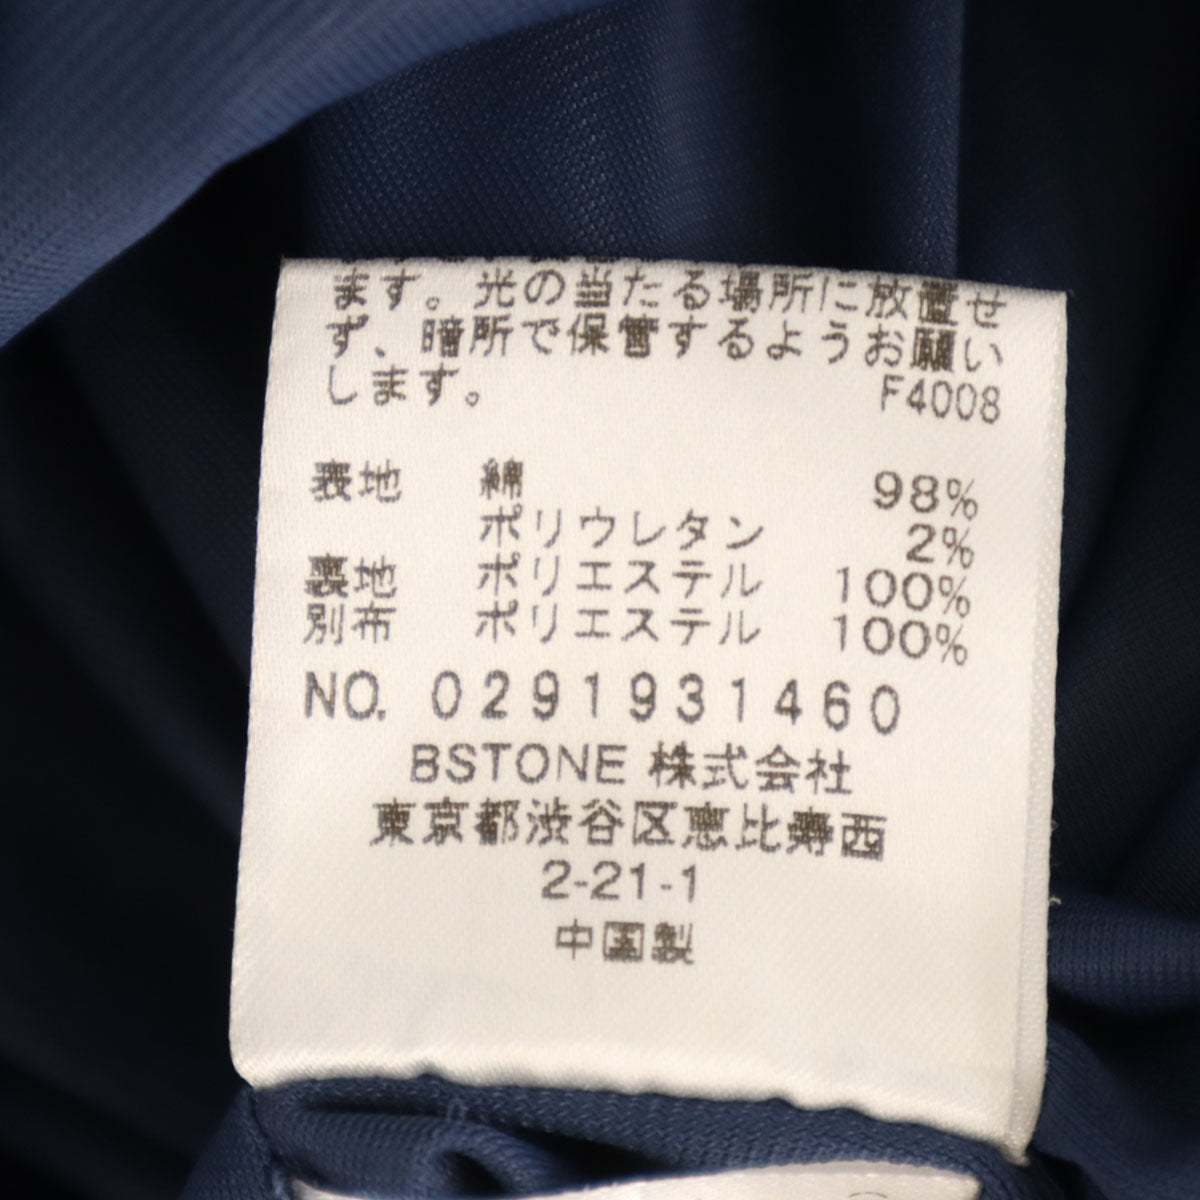 ます。光の当たる場所に放置せ
ず、暗所で保管するようお願い
します。 F4008
表地 綿 98%
ポリウレタン 2%
裏地 ポリエステル 100%
別布 ポリエステル 100%
NO. 0291931460
BSTONE 株式会社
東京都渋谷区恵比寿西
2-21-1
中国製